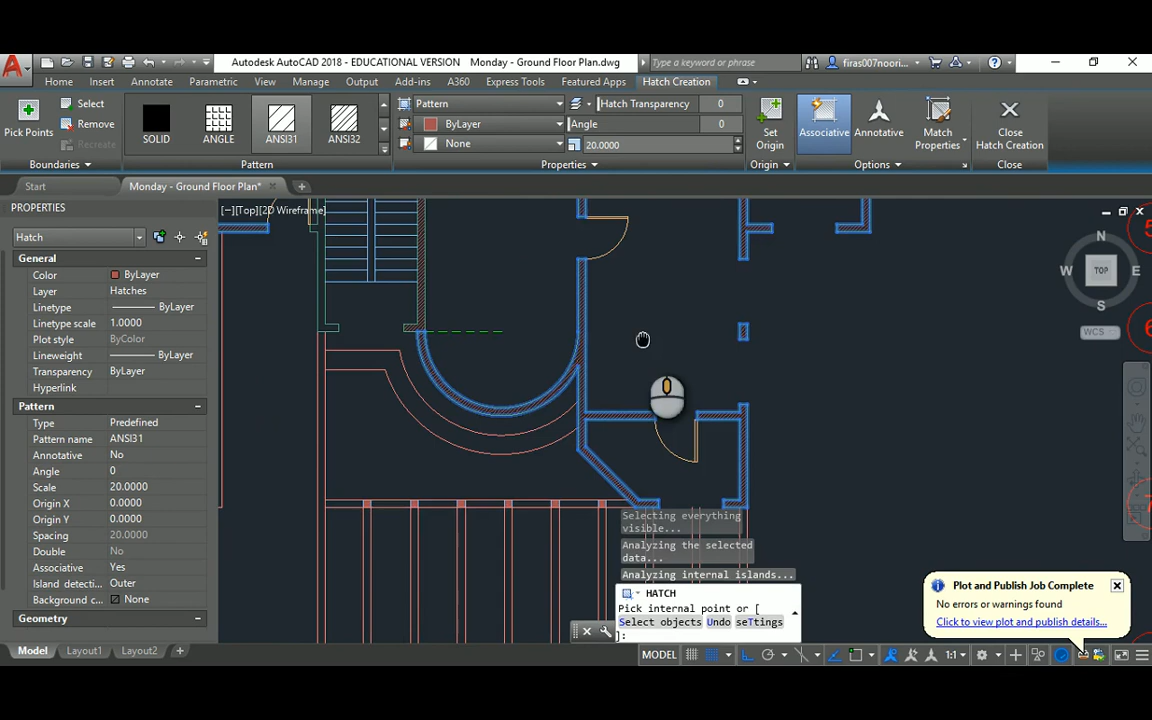 Autodesk AutoCAD 2018 - EDUCATIONAL VERSION Monday - Ground Floor Plan.dwg
Type a keyword or phrase
firas007noori...
Home Insert Annotate Parametric View Manage Output Add-ins A360 Express Tools Featured Apps Hatch Creation
Pick Points
Select
Remove
Recreate
Boundaries
SOLID ANGLE ANSI31 ANSI32
Pattern
Pattern Hatch Transparency 0
ByLayer Angle 0
None 20.0000
Properties
Set
Origin
Origin
Associative Annotative Match
Properties
Options
Close
Hatch Creation
Close
Start Monday - Ground Floor Plan*
PROPERTIES
[−][Top][2D Wireframe]
Hatch
General
Color ByLayer
Layer Hatches
Linetype ByLayer
Linetype scale 1.0000
Plot style ByColor
Lineweight ByLayer
Transparency ByLayer
Hyperlink
Pattern
Type Predefined
Pattern name ANSI31
Annotative No
Angle 0
Scale 20.0000
Origin X 0.0000
Origin Y 0.0000
Spacing 20.0000
Double No
Associative Yes
Island detecti... Outer
Background c... None
Geometry
N
W TOP E
S
WCS
Selecting everything
visible...
Analyzing the selected
data...
Analyzing internal islands...
HATCH
Pick internal point or [
Select objects Undo seTtings
]:
Plot and Publish Job Complete
No errors or warnings found
Click to view plot and publish details...
Model Layout1 Layout2
MODEL 1:1